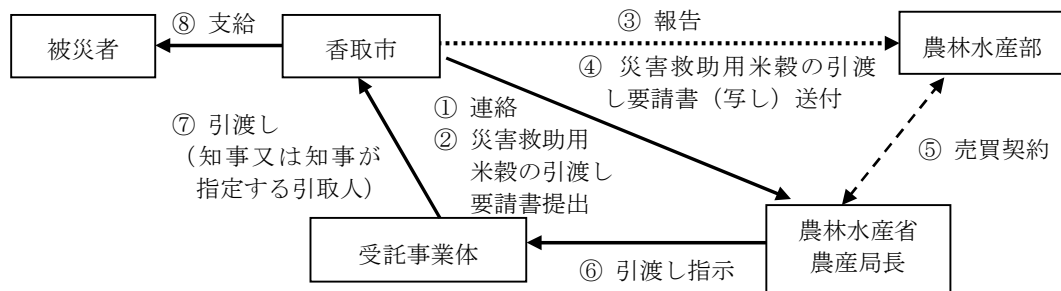 ⑧ 支給
③ 報告
被災者
香取市
農林水産部
④ 災害救助用米穀の引渡
し要請書（写し）送付
① 連絡
② 災害救助用
米穀の引渡し
要請書提出
⑦ 引渡し
（知事又は知事が
指定する引取人）
⑤ 売買契約
受託事業体
⑥ 引渡し指示
農林水産省
農産局長